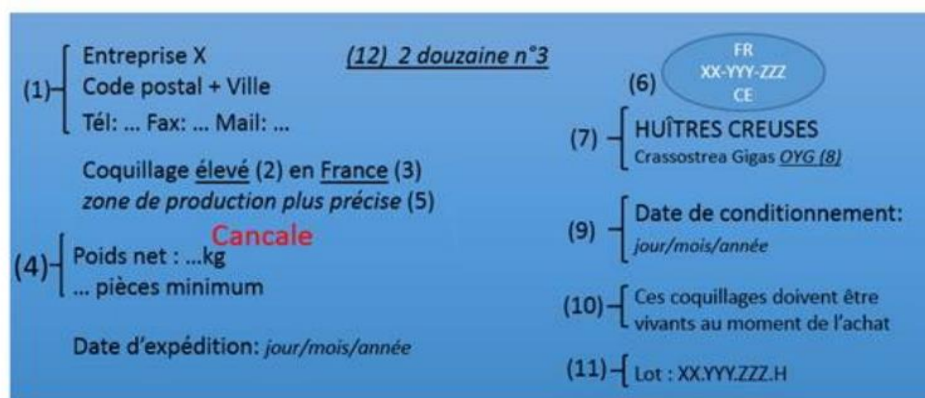 Entreprise X
(1) Code postal + Ville
Tél: ... Fax: ... Mail: ...
Coquillage élevé (2) en France (3)
zone de production plus précise (5)
Cancale
(4) Poids net : ...kg
... pièces minimum
Date d'expédition: jour/mois/année
(12) 2 douzaine n°3
FR
(6) XX-YYY-ZZZ
CE
(7) HUÎTRES CREUSES
Crassostrea Gigas OYG (8)
(9) Date de conditionnement:
jour/mois/année
(10) Ces coquillages doivent être
vivants au moment de l'achat
(11) Lot : XX.YYY.ZZZ.H